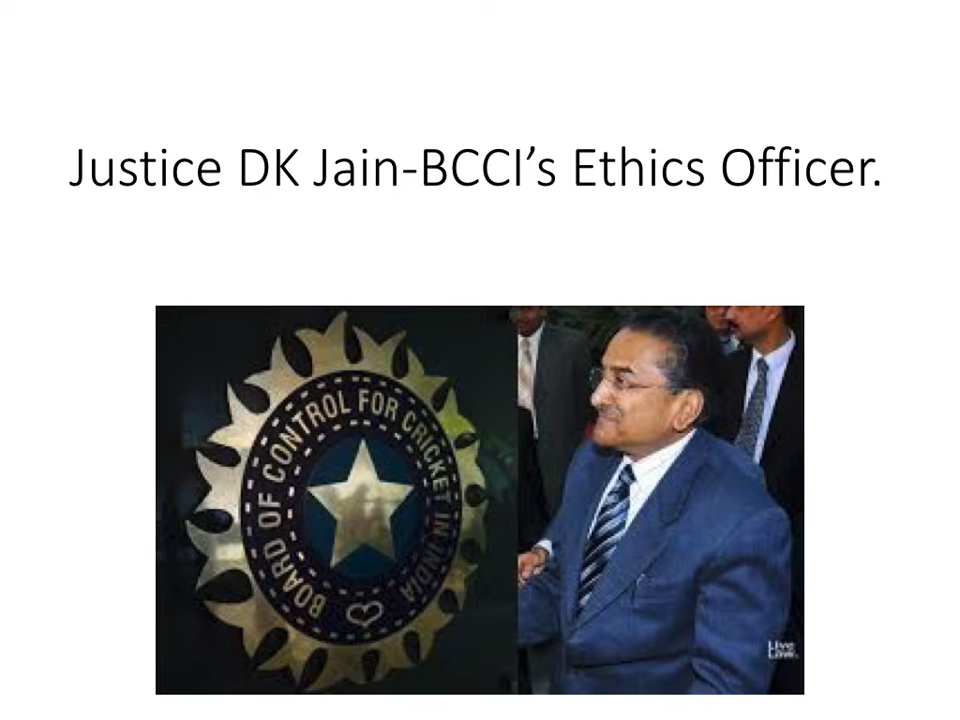 Justice DK Jain-BCCI’s Ethics Officer.
BOARD OF CONTROL FOR CRICKET IN INDIA
Live
Law.